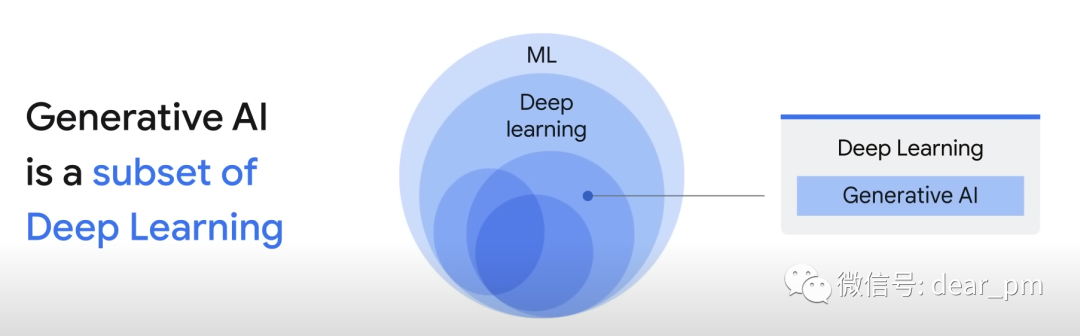 Generative AI
is a subset of
Deep Learning
ML
Deep
learning
Deep Learning
Generative AI
微信号: dear_pm